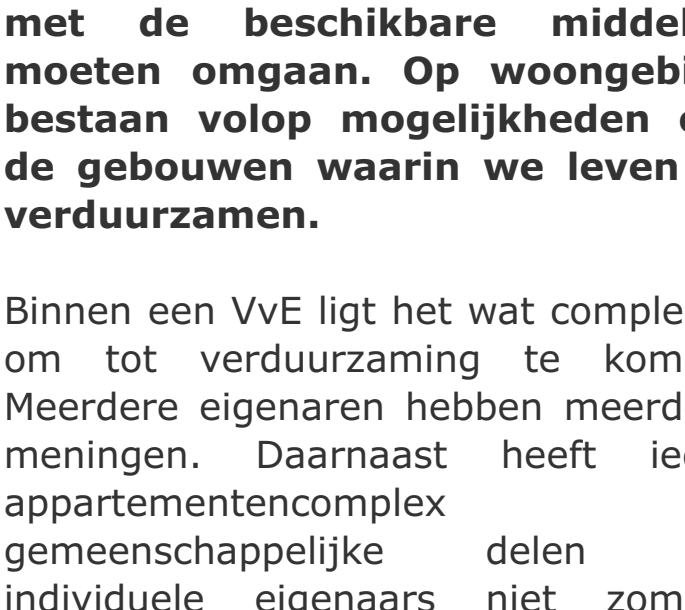 met de beschikbare middel
moeten omgaan. Op woongebi
bestaan volop mogelijkheden
de gebouwen waarin we leven
verduurzamen.
Binnen een VvE ligt het wat comple
om tot verduurzaming te kom
Meerdere eigenaren hebben meerd
meningen. Daarnaast heeft ie
appartementencomplex
gemeenschappelijke delen
individuele eigenaars niet zom